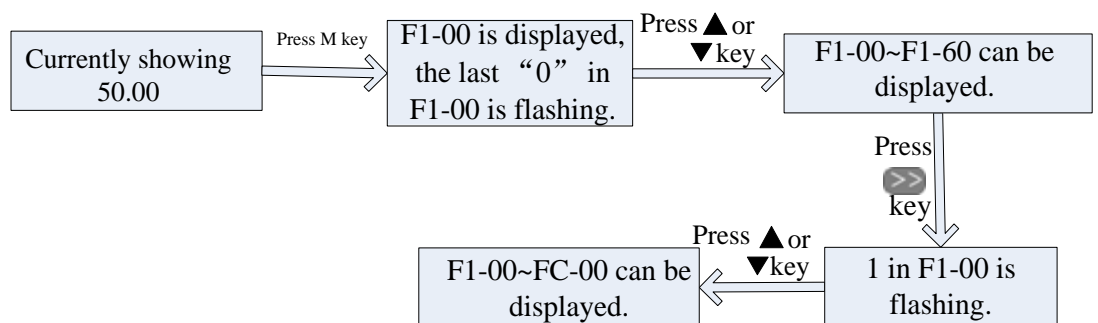 Currently showing
50.00
Press M key
F1-00 is displayed,
the last “0” in
F1-00 is flashing.
Press ▲ or
▼ key
F1-00~F1-60 can be
displayed.
Press
>>
key
1 in F1-00 is
flashing.
Press ▲ or
▼ key
F1-00~FC-00 can be
displayed.